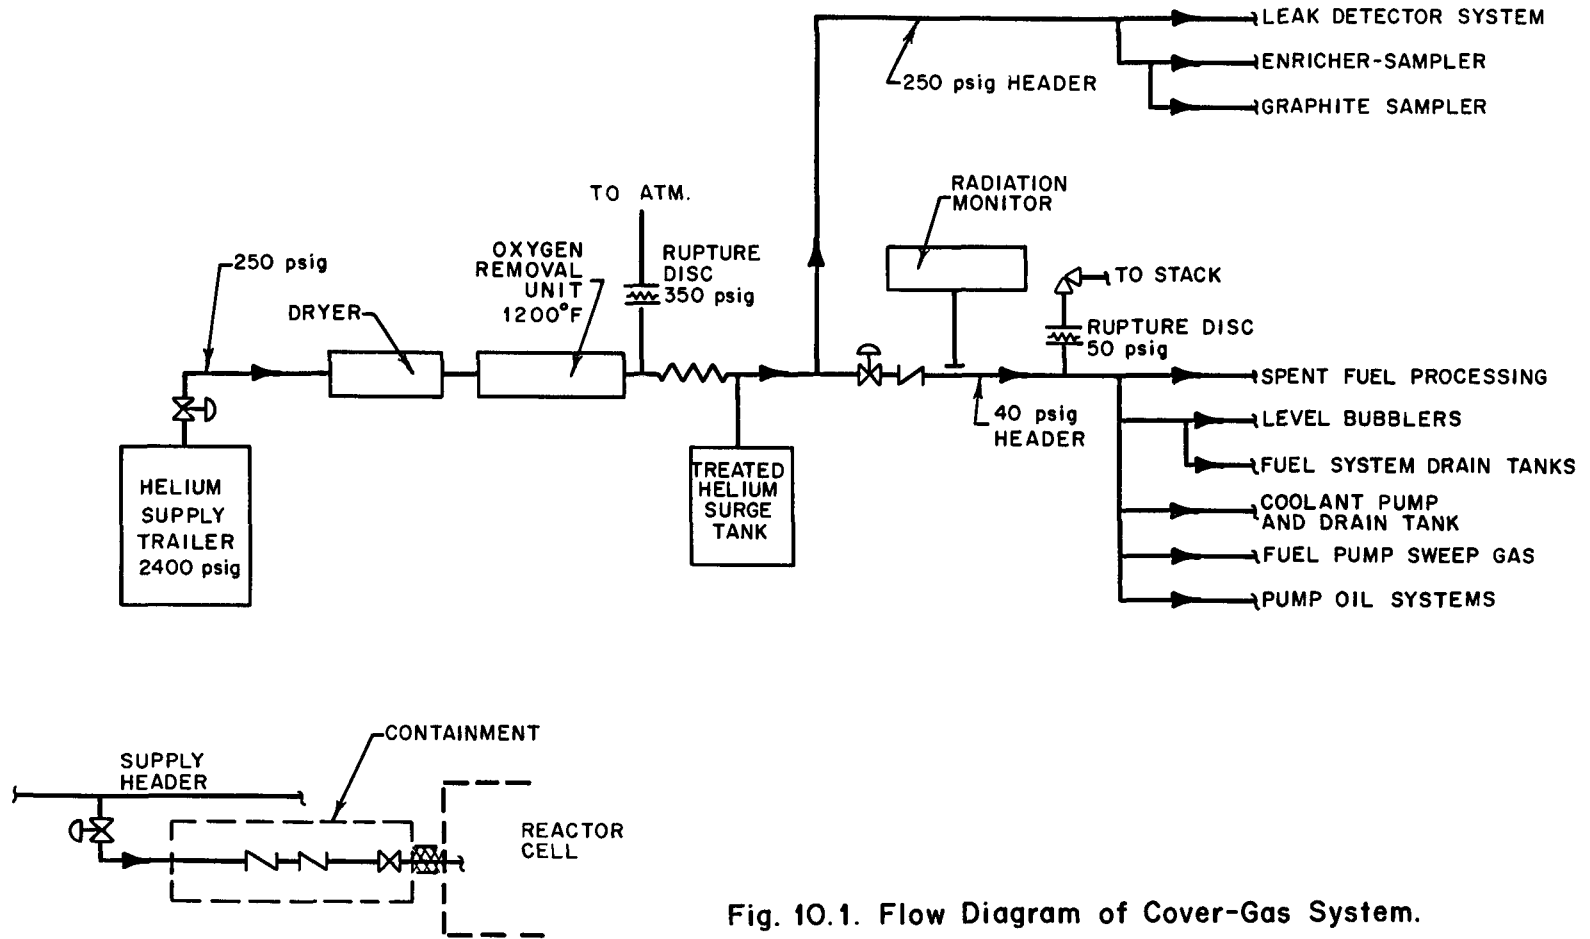 LEAK DETECTOR SYSTEM
ENRICHER-SAMPLER
250 psig HEADER
GRAPHITE SAMPLER
RADIATION
MONITOR
TO ATM.
OXYGEN
REMOVAL
UNIT
1200°F
RUPTURE
DISC
350 psig
250 psig
DRYER
TO STACK
RUPTURE DISC
50 psig
SPENT FUEL PROCESSING
40 psig
HEADER
LEVEL BUBBLERS
FUEL SYSTEM DRAIN TANKS
HELIUM
SUPPLY
TRAILER
2400 psig
TREATED
HELIUM
SURGE
TANK
COOLANT PUMP
AND DRAIN TANK
FUEL PUMP SWEEP GAS
PUMP OIL SYSTEMS
CONTAINMENT
SUPPLY
HEADER
REACTOR
CELL
Fig. 10.1. Flow Diagram of Cover-Gas System.